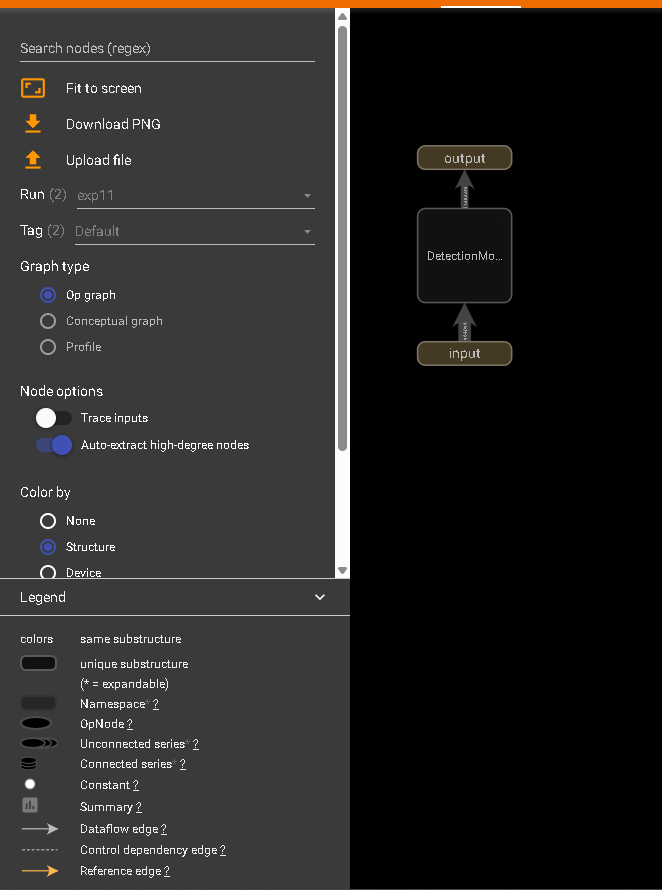 Search nodes (regex)
Fit to screen
Download PNG
Upload file
Run (2) exp11
Tag (2) Default
Graph type
Op graph
Conceptual graph
Profile
Node options
Trace inputs
Auto-extract high-degree nodes
Color by
None
Structure
Device
Legend
colors same substructure
unique substructure
(* = expandable)
Namespace* ?
OpNode ?
Unconnected series* ?
Connected series* ?
Constant ?
Summary ?
Dataflow edge ?
Control dependency edge ?
Reference edge ?
output
DetectionMo...
input